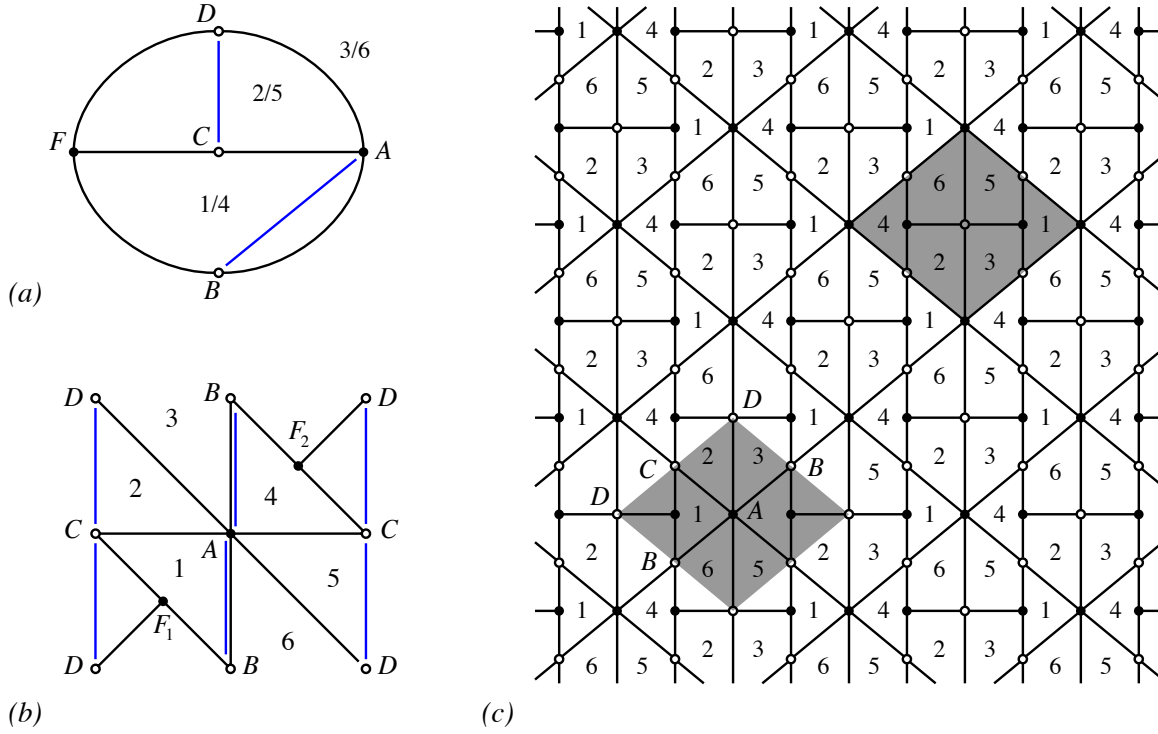 D
3/6
2/5
F C A
1/4
B
(a)
D 3 B D
F2
2 4
C A C
1 5
F1
6
D B D
(b)
1 4 1 4 1 4
2 3 2 3
6 5 6 5 6 5
1 4 1 4
2 3 2 3 2 3
6 5 6 5
1 4 1 4 1 4
2 3 2 3
6 5 6 5 6 5
1 4 1 4
2 3 2 3 2 3
6 6 5
D
1 4 1 4 1 4
C 2 3 B 2 3
5 6 5
D
1 A 1 4
2 2 3 2 3
B 6 5 6 5
1 4 1 4 1 4
2 3 2 3
6 5 6 5 6 5
(c)